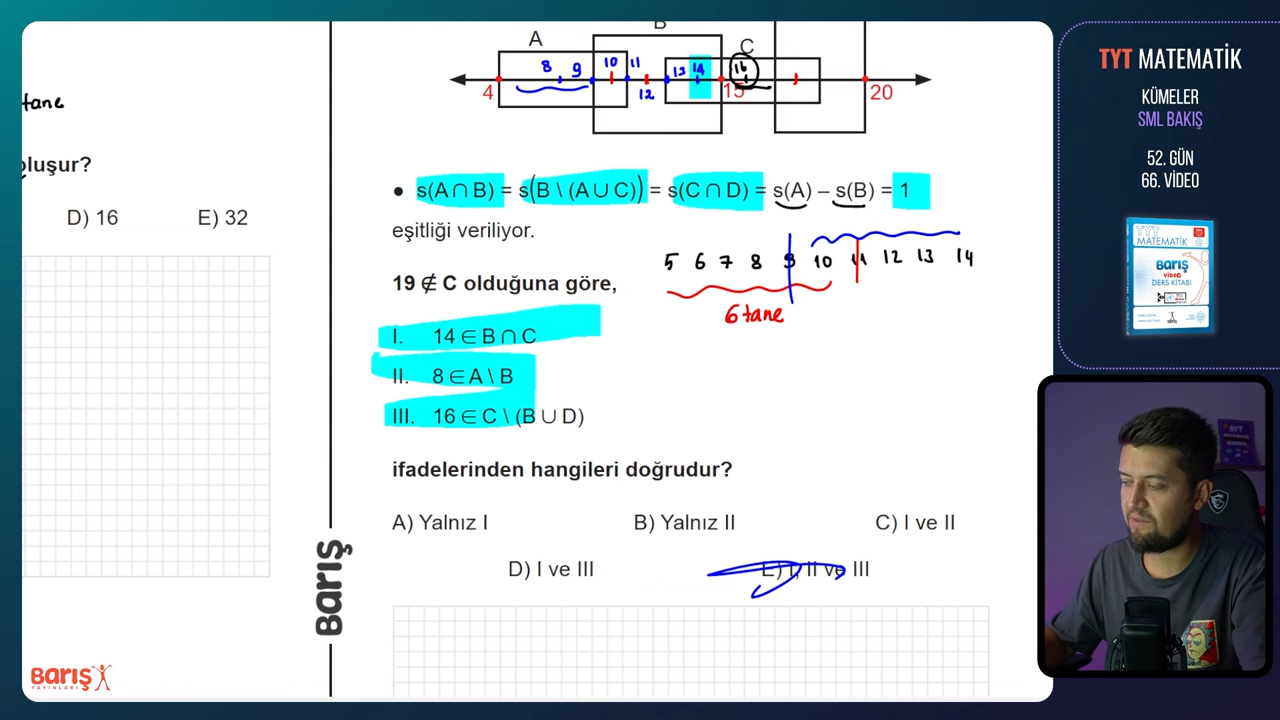 tane
oluşur?
D) 16 E) 32
A
B
C
8 9 10 11 12 13 14 16
4 15 20
• s(A ∩ B) = s(B \ (A ∪ C)) = s(C ∩ D) = s(A) – s(B) = 1
eşitliği veriliyor.
5 6 7 8 9 10 11 12 13 14
6 tane
19 ∉ C olduğuna göre,
I. 14 ∈ B ∩ C
II. 8 ∈ A \ B
III. 16 ∈ C \ (B ∪ D)
ifadelerinden hangileri doğrudur?
A) Yalnız I B) Yalnız II C) I ve II
D) I ve III E) I, II ve III
Barış
BARIŞ
YAYINLARI
TYT MATEMATİK
KÜMELER
SML BAKIŞ
52. GÜN
66. VİDEO
TYT
MATEMATİK
BARIŞ
VİDEO
DERS KİTABI